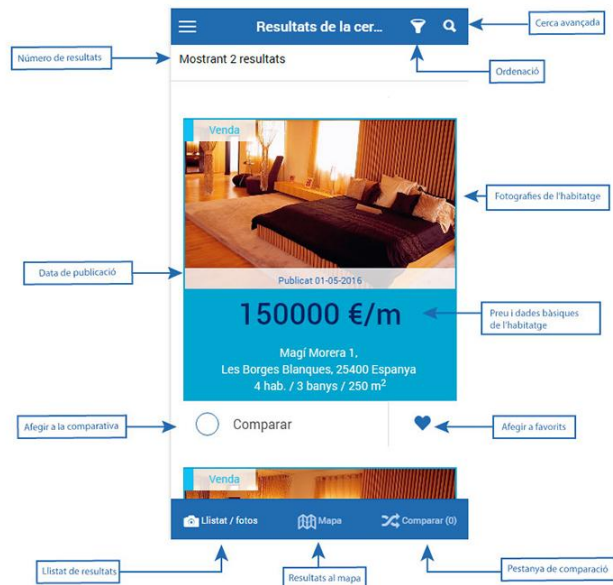 Resultats de la cer...
Cerca avançada
Número de resultats
Mostrant 2 resultats
Ordenació
Venda
Fotografies de l'habitatge
Data de publicació
Publicat 01-05-2016
150000 €/m
Preu i dades bàsiques
de l'habitatge
Magí Morera 1,
Les Borges Blanques, 25400 Espanya
4 hab. / 3 banys / 250 m²
Afegir a la comparativa
Comparar
Afegir a favorits
Venda
Llistat / fotos
Mapa
Comparar (0)
Llistat de resultats
Resultats al mapa
Pestanya de comparació